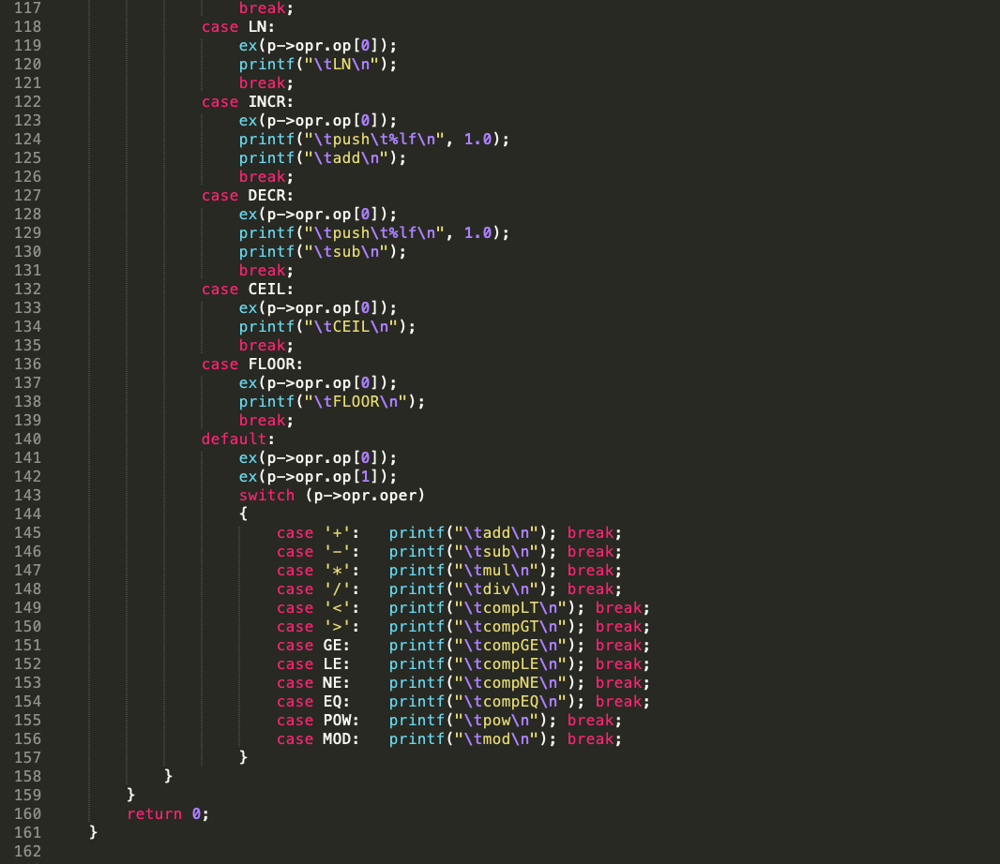 117                     break;
118                 case LN:
119                     ex(p->opr.op[0]);
120                     printf("\tLN\n");
121                     break;
122                 case INCR:
123                     ex(p->opr.op[0]);
124                     printf("\tpush\t%lf\n", 1.0);
125                     printf("\tadd\n");
126                     break;
127                 case DECR:
128                     ex(p->opr.op[0]);
129                     printf("\tpush\t%lf\n", 1.0);
130                     printf("\tsub\n");
131                     break;
132                 case CEIL:
133                     ex(p->opr.op[0]);
134                     printf("\tCEIL\n");
135                     break;
136                 case FLOOR:
137                     ex(p->opr.op[0]);
138                     printf("\tFLOOR\n");
139                     break;
140                 default:
141                     ex(p->opr.op[0]);
142                     ex(p->opr.op[1]);
143                     switch (p->opr.oper)
144                     {
145                         case '+':   printf("\tadd\n"); break;
146                         case '-':   printf("\tsub\n"); break;
147                         case '*':   printf("\tmul\n"); break;
148                         case '/':   printf("\tdiv\n"); break;
149                         case '<':   printf("\tcompLT\n"); break;
150                         case '>':   printf("\tcompGT\n"); break;
151                         case GE:    printf("\tcompGE\n"); break;
152                         case LE:    printf("\tcompLE\n"); break;
153                         case NE:    printf("\tcompNE\n"); break;
154                         case EQ:    printf("\tcompEQ\n"); break;
155                         case POW:   printf("\tpow\n"); break;
156                         case MOD:   printf("\tmod\n"); break;
157                     }
158             }
159         }
160         return 0;
161     }
162